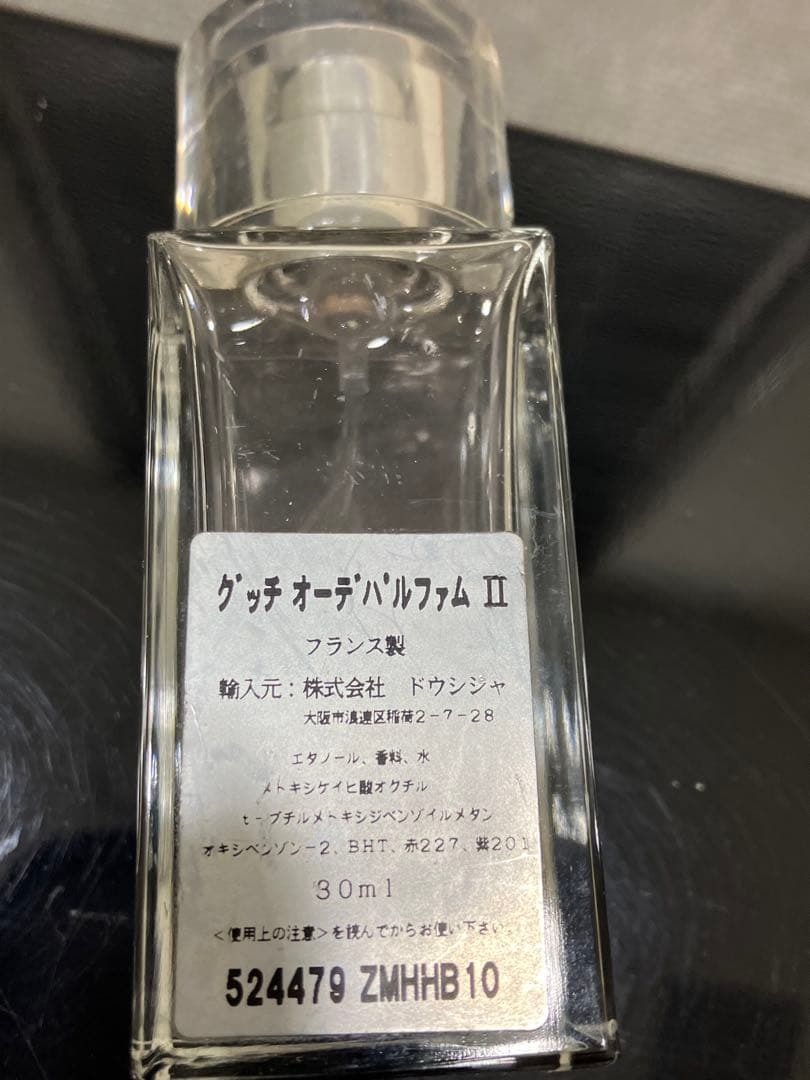 グッチ オーデパルファム II
フランス製
輸入元：株式会社　ドウシシャ
大阪市浪速区稲荷2-7-28
エタノール、香料、水
メトキシケイヒ酸オクチル
t-ブチルメトキシジベンゾイルメタン
オキシベンゾン-2、BHT、赤227、紫201
30ml
<使用上の注意>を読んでからお使い下さい。
524479 ZMHHB10